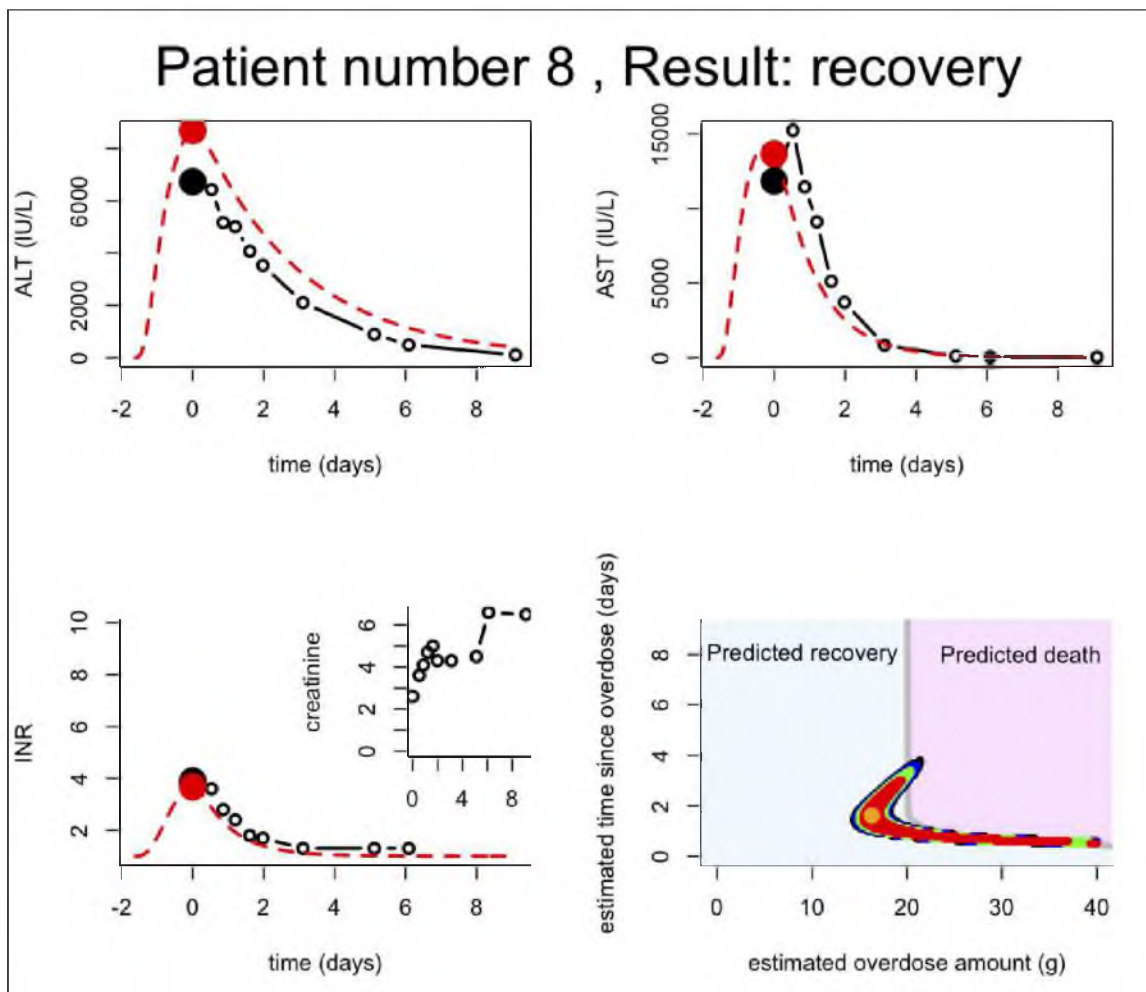 Patient number 8 , Result: recovery
ALT (IU/L)
0 2000 6000
-2 0 2 4 6 8
time (days)
AST (IU/L)
0 5000 15000
-2 0 2 4 6 8
time (days)
INR
2 4 6 8 10
-2 0 2 4 6 8
time (days)
creatinine
0 2 4 6
0 4 8
estimated time since overdose (days)
0 2 4 6 8
Predicted recovery
Predicted death
0 10 20 30 40
estimated overdose amount (g)